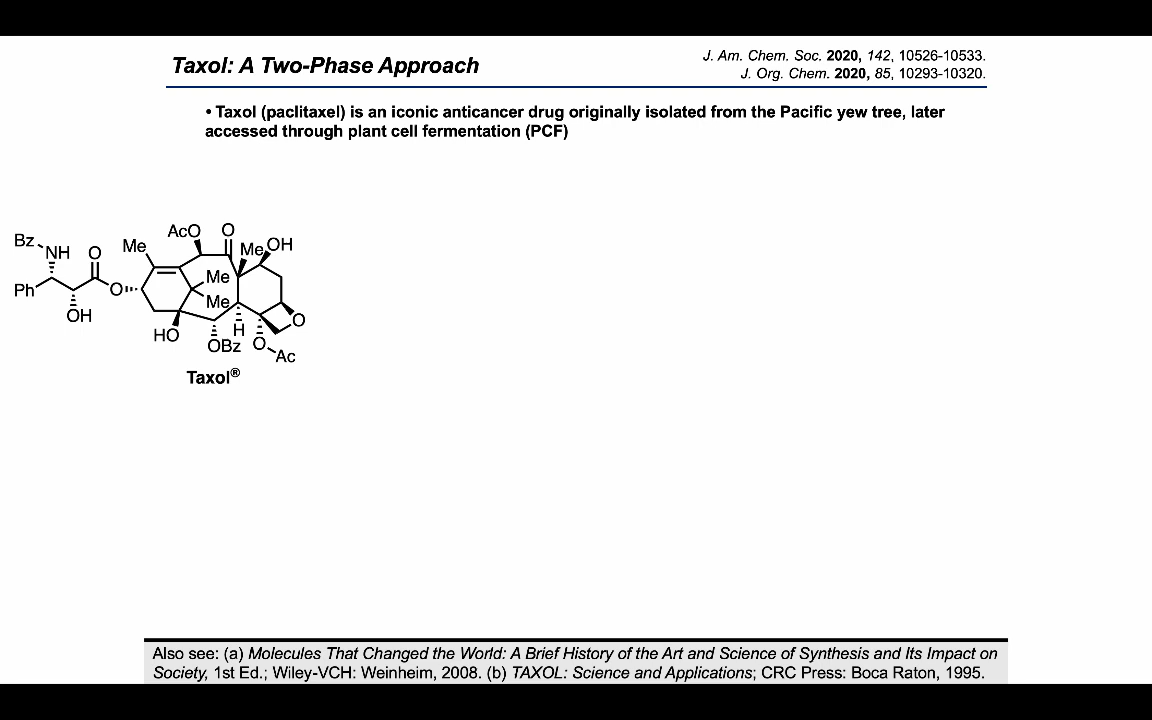 Taxol: A Two-Phase Approach
J. Am. Chem. Soc. 2020, 142, 10526-10533.
J. Org. Chem. 2020, 85, 10293-10320.
• Taxol (paclitaxel) is an iconic anticancer drug originally isolated from the Pacific yew tree, later
accessed through plant cell fermentation (PCF)
AcO
O
Bz
NH
O
Me
Me
OH
Me
Ph
O
Me
OH
HO
H
O
OBz
O
Ac
Taxol®
Also see: (a) Molecules That Changed the World: A Brief History of the Art and Science of Synthesis and Its Impact on
Society, 1st Ed.; Wiley-VCH: Weinheim, 2008. (b) TAXOL: Science and Applications; CRC Press: Boca Raton, 1995.